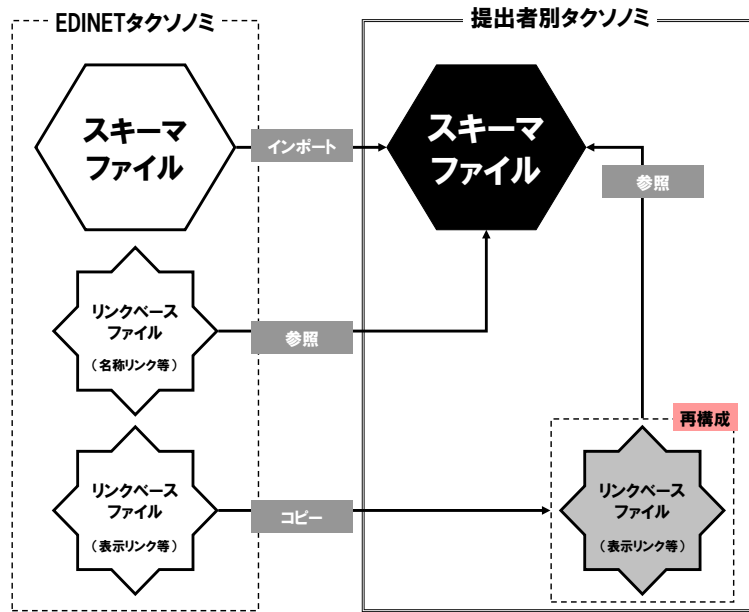 EDINETタクソノミ
提出者別タクソノミ
スキーマ
ファイル
インポート
スキーマ
ファイル
参照
リンクベース
ファイル
（名称リンク等）
参照
再構成
リンクベース
ファイル
（表示リンク等）
コピー
リンクベース
ファイル
（表示リンク等）